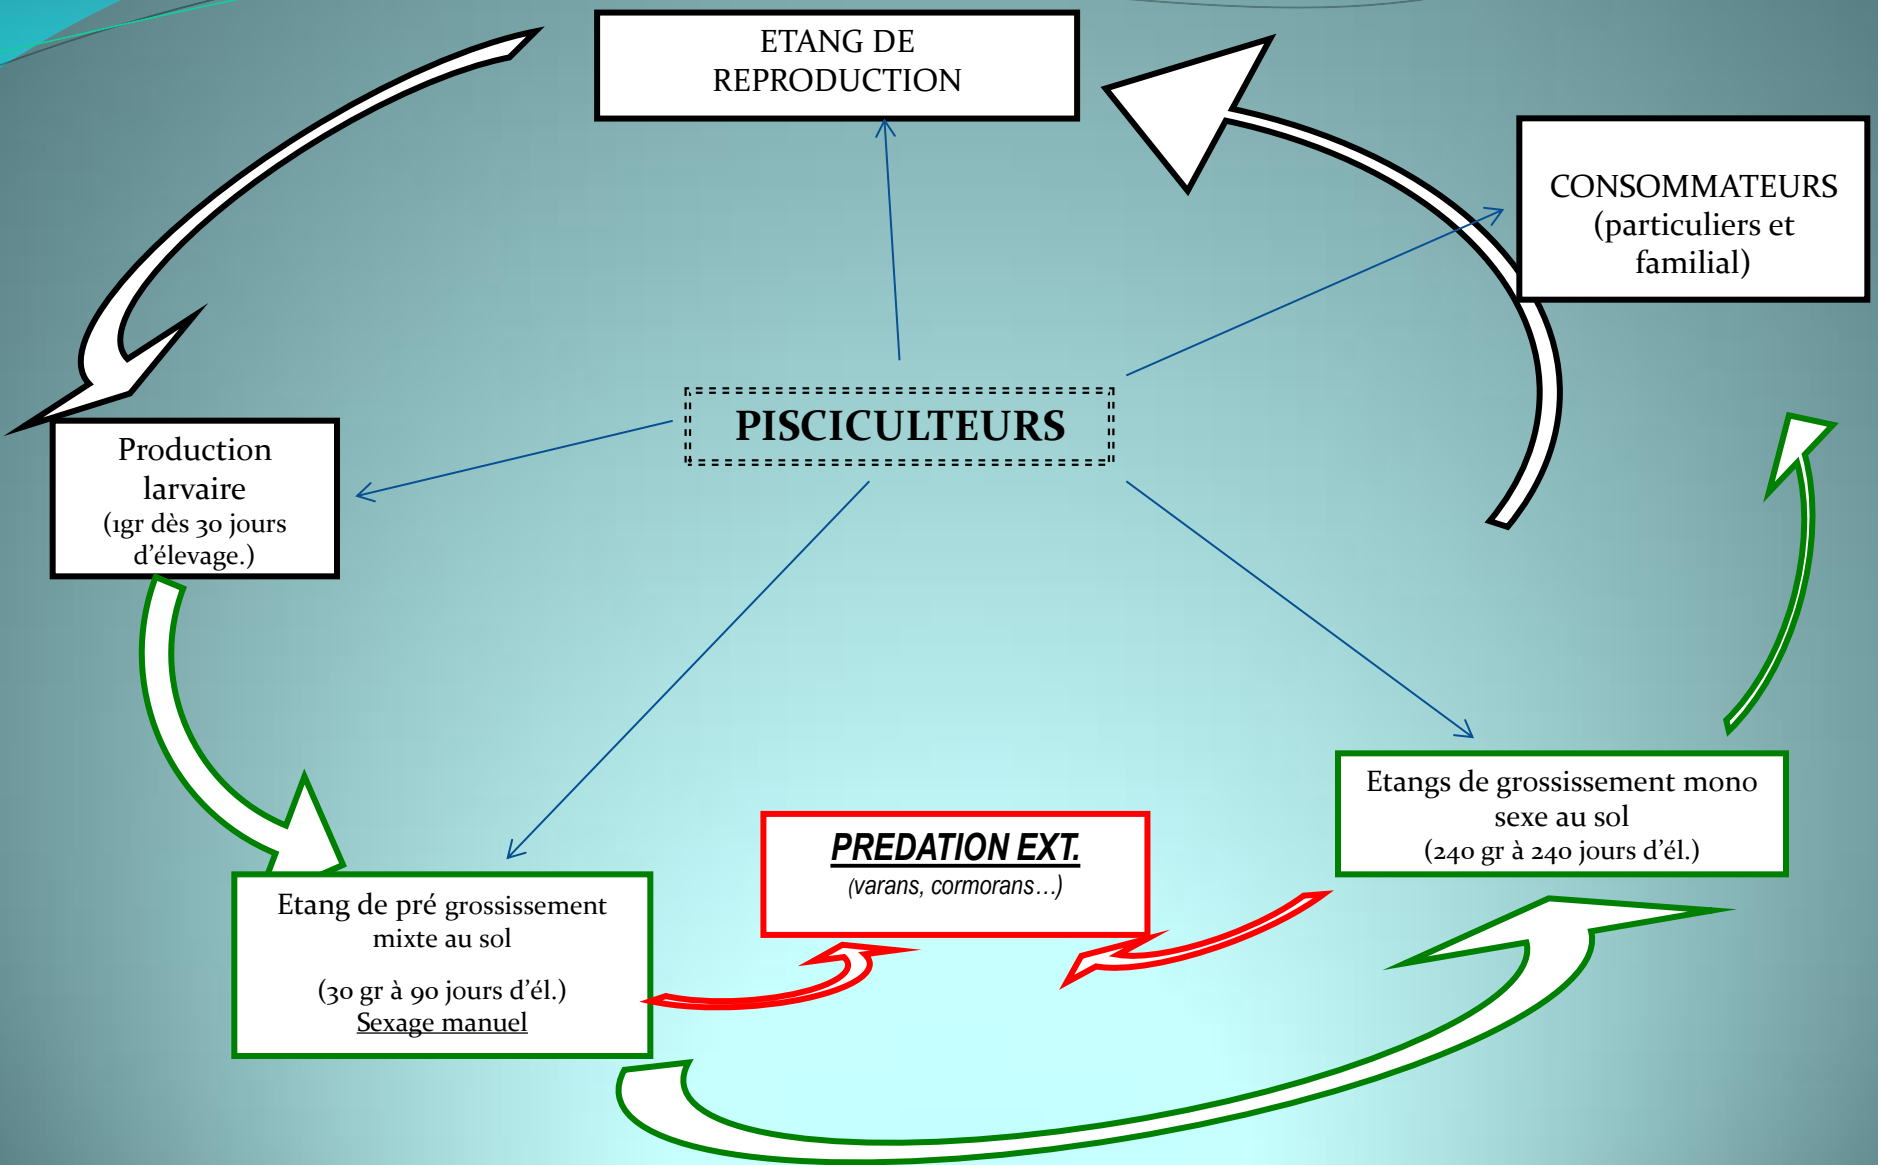 ETANG DE
REPRODUCTION
CONSOMMATEURS
(particuliers et
familial)
PISCICULTEURS
Production
larvaire
(1gr dès 30 jours
d'élevage.)
Etangs de grossissement mono
sexe au sol
(240 gr à 240 jours d'él.)
PREDATION EXT.
(varans, cormorans…)
Etang de pré grossissement
mixte au sol
(30 gr à 90 jours d'él.)
Sexage manuel